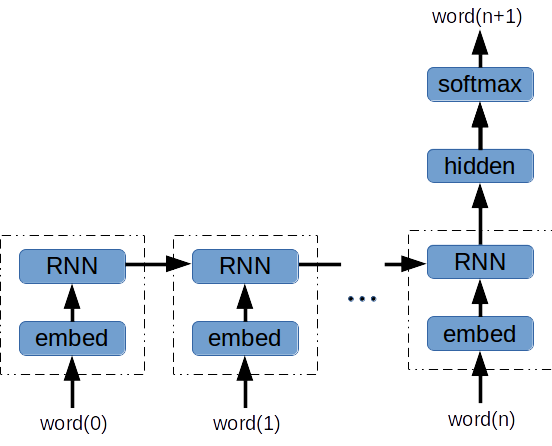 word(n+1)
softmax
hidden
RNN
RNN
RNN
...
embed
embed
embed
word(0)
word(1)
word(n)